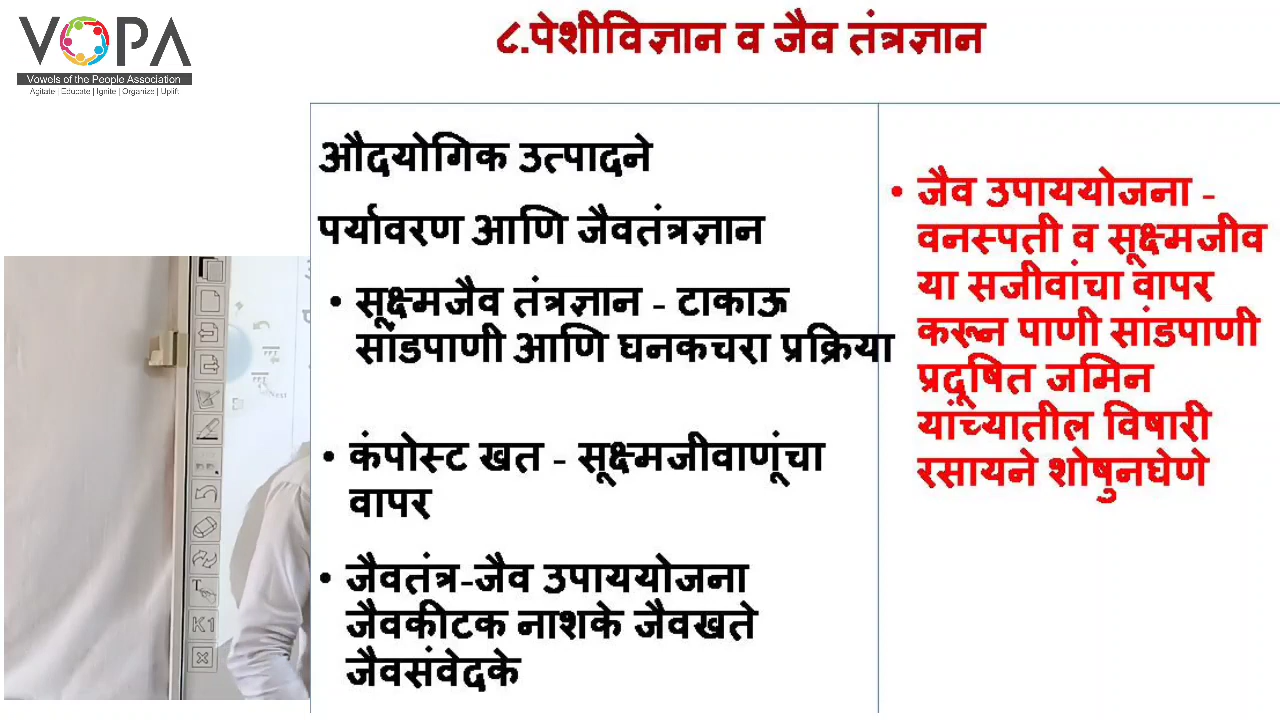 VOPA
Vowels of the People Association
Agitate | Educate | Ignite | Organize | Uplift
८.पेशीविज्ञान व जैव तंत्रज्ञान
औदयोगिक उत्पादने
पर्यावरण आणि जैवतंत्रज्ञान
• सूक्ष्मजैव तंत्रज्ञान - टाकाऊ
सांडपाणी आणि घनकचरा प्रक्रिया
• कंपोस्ट खत - सूक्ष्मजीवाणूंचा
वापर
• जैवतंत्र-जैव उपाययोजना
जैवकीटक नाशके जैवखते
जैवसंवेदके
• जैव उपाययोजना -
वनस्पती व सूक्ष्मजीव
या सजीवांचा वापर
करून पाणी सांडपाणी
प्रदूषित जमिन
यांच्यातील विषारी
रसायने शोषुनघेणे
T
K1
Next